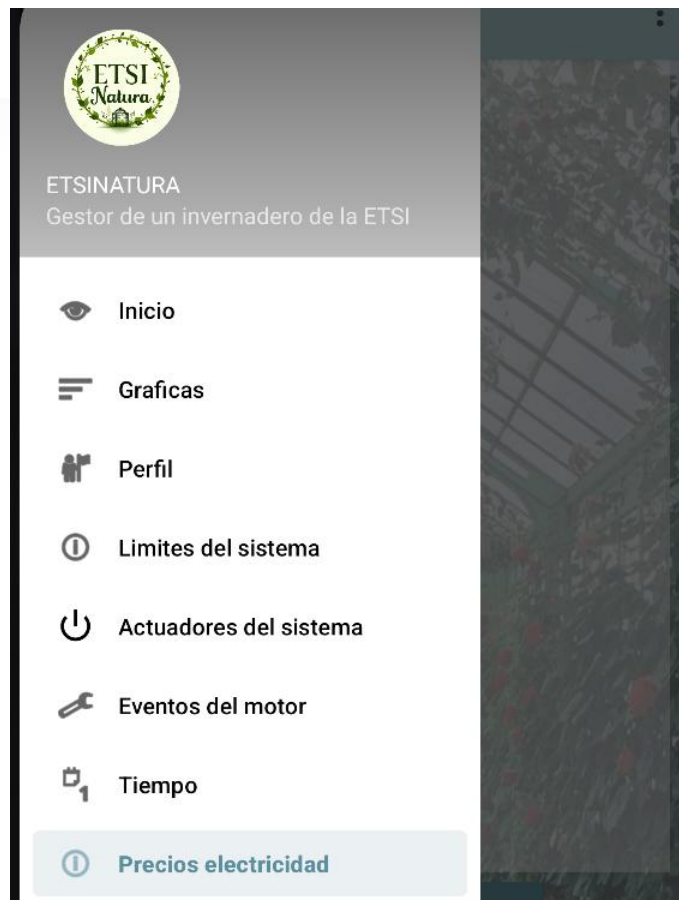 ETSI
Natura
ETSINATURA
Gestor de un invernadero de la ETSI
Inicio
Graficas
Perfil
Limites del sistema
Actuadores del sistema
Eventos del motor
1
Tiempo
Precios electricidad